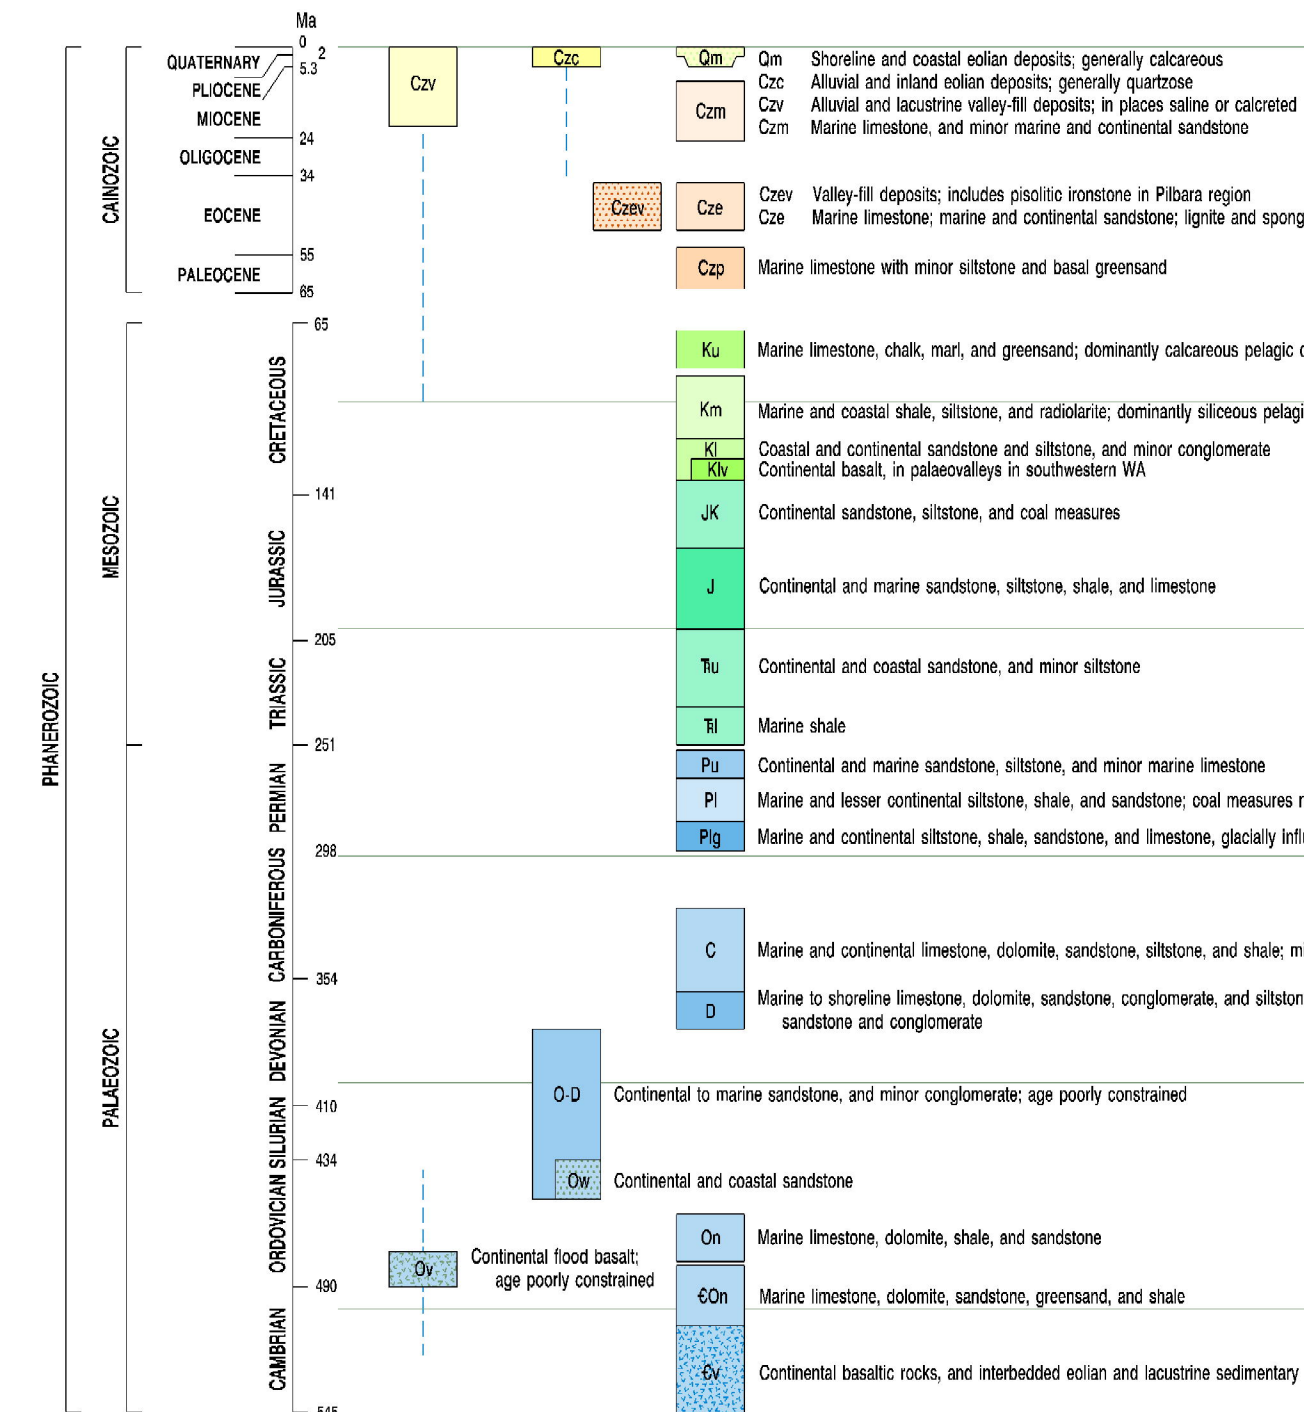 Ma
0
2
QUATERNARY
5.3
PLIOCENE
MIOCENE
24
OLIGOCENE
34
EOCENE
55
PALEOCENE
65
CAINOZOIC
Czv
Czc
Qm
Qm Shoreline and coastal eolian deposits; generally calcareous
Czc Alluvial and inland eolian deposits; generally quartzose
Czv Alluvial and lacustrine valley-fill deposits; in places saline or calcreted
Czm
Czm Marine limestone, and minor marine and continental sandstone
Czev
Cze
Czev Valley-fill deposits; includes pisolitic ironstone in Pilbara region
Cze Marine limestone; marine and continental sandstone; lignite and spong
Czp Marine limestone with minor siltstone and basal greensand
65
CRETACEOUS
141
JURASSIC
205
TRIASSIC
251
MESOZOIC
PHANEROZOIC
Ku Marine limestone, chalk, marl, and greensand; dominantly calcareous pelagic
Km Marine and coastal shale, siltstone, and radiolarite; dominantly siliceous pelagi
Kl Coastal and continental sandstone and siltstone, and minor conglomerate
Klv Continental basalt, in palaeovalleys in southwestern WA
JK Continental sandstone, siltstone, and coal measures
J Continental and marine sandstone, siltstone, shale, and limestone
Ꞧu Continental and coastal sandstone, and minor siltstone
Ꞧl Marine shale
PERMIAN
298
CARBONIFEROUS
354
DEVONIAN
410
SILURIAN
434
ORDOVICIAN
490
CAMBRIAN
545
PALAEOZOIC
Pu Continental and marine sandstone, siltstone, and minor marine limestone
Pl Marine and lesser continental siltstone, shale, and sandstone; coal measures
Plg Marine and continental siltstone, shale, sandstone, and limestone, glacially infl
C Marine and continental limestone, dolomite, sandstone, siltstone, and shale; mi
D Marine to shoreline limestone, dolomite, sandstone, conglomerate, and siltston
sandstone and conglomerate
O-D Continental to marine sandstone, and minor conglomerate; age poorly constrained
Ow Continental and coastal sandstone
On Marine limestone, dolomite, shale, and sandstone
Ov Continental flood basalt;
age poorly constrained
ЄOn Marine limestone, dolomite, sandstone, greensand, and shale
Єv Continental basaltic rocks, and interbedded eolian and lacustrine sedimentary